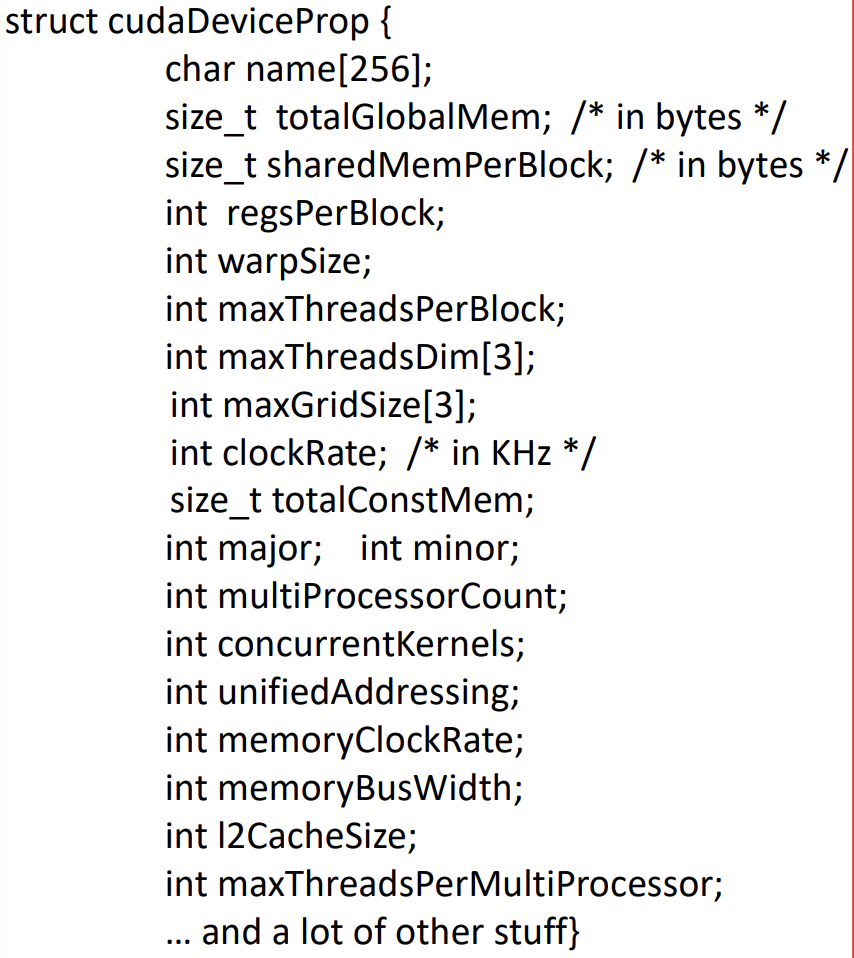 struct cudaDeviceProp {
char name[256];
size_t  totalGlobalMem;  /* in bytes */
size_t sharedMemPerBlock;  /* in bytes */
int  regsPerBlock;
int warpSize;
int maxThreadsPerBlock;
int maxThreadsDim[3];
int maxGridSize[3];
int clockRate;  /* in KHz */
size_t totalConstMem;
int major;    int minor;
int multiProcessorCount;
int concurrentKernels;
int unifiedAddressing;
int memoryClockRate;
int memoryBusWidth;
int l2CacheSize;
int maxThreadsPerMultiProcessor;
... and a lot of other stuff}